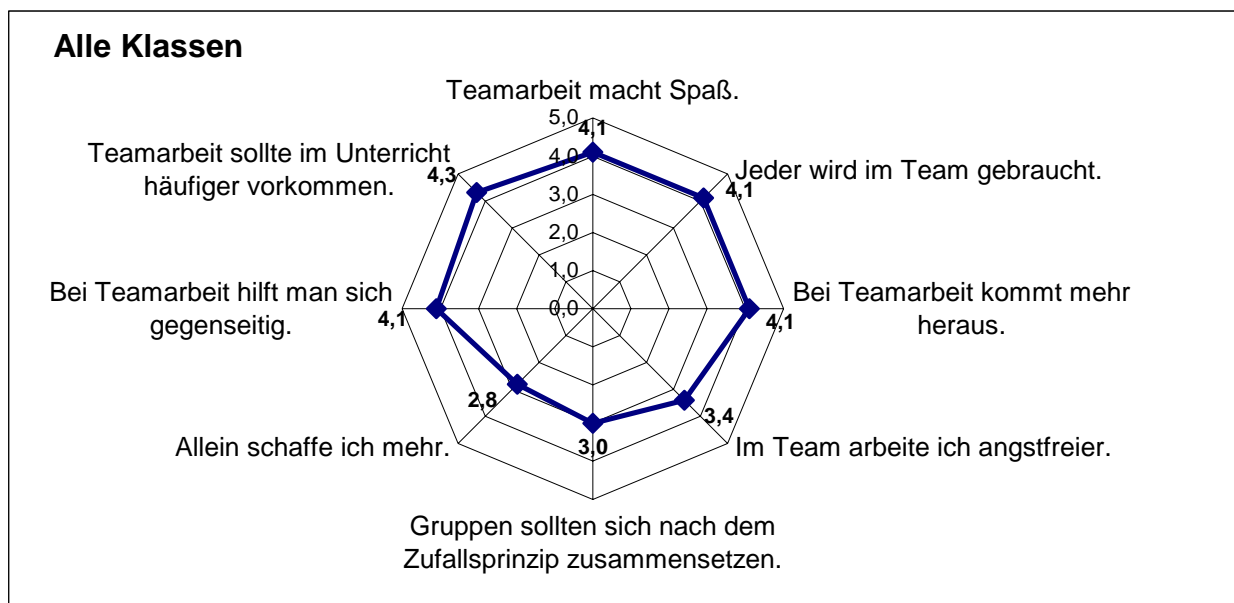 Alle Klassen
Teamarbeit macht Spaß.
5,0
4,1
4,0
3,0
2,0
1,0
0,0
Jeder wird im Team gebraucht.
4,1
Bei Teamarbeit kommt mehr
heraus.
4,1
Im Team arbeite ich angstfreier.
3,4
Gruppen sollten sich nach dem
Zufallsprinzip zusammensetzen.
3,0
Allein schaffe ich mehr.
2,8
Bei Teamarbeit hilft man sich
gegenseitig.
4,1
Teamarbeit sollte im Unterricht
häufiger vorkommen.
4,3